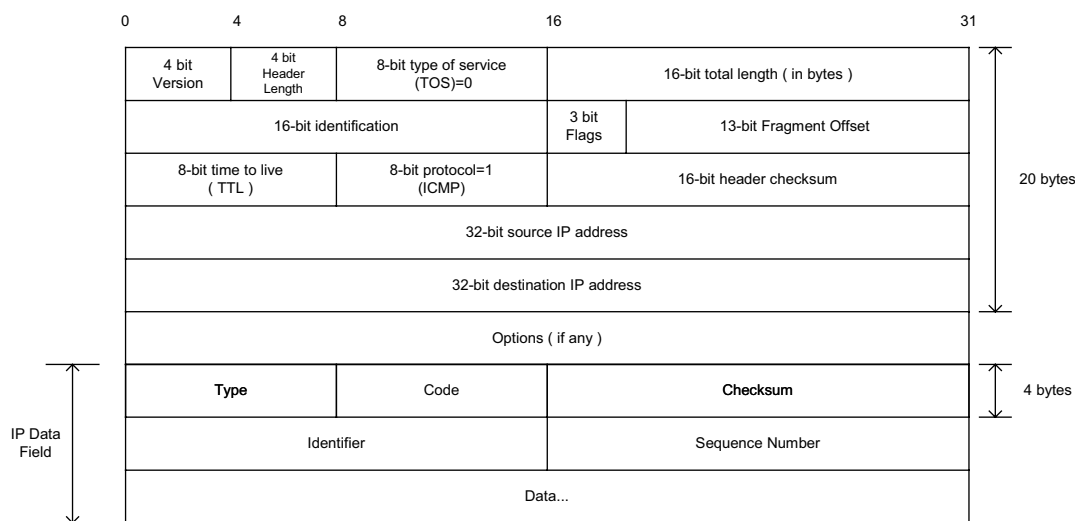 0 4 8 16 31
4 bit
Version
4 bit
Header
Length
8-bit type of service
(TOS)=0
16-bit total length ( in bytes )
16-bit identification
3 bit
Flags
13-bit Fragment Offset
8-bit time to live
( TTL )
8-bit protocol=1
(ICMP)
16-bit header checksum
20 bytes
32-bit source IP address
32-bit destination IP address
Options ( if any )
Type
Code
Checksum
4 bytes
IP Data
Field
Identifier
Sequence Number
Data...